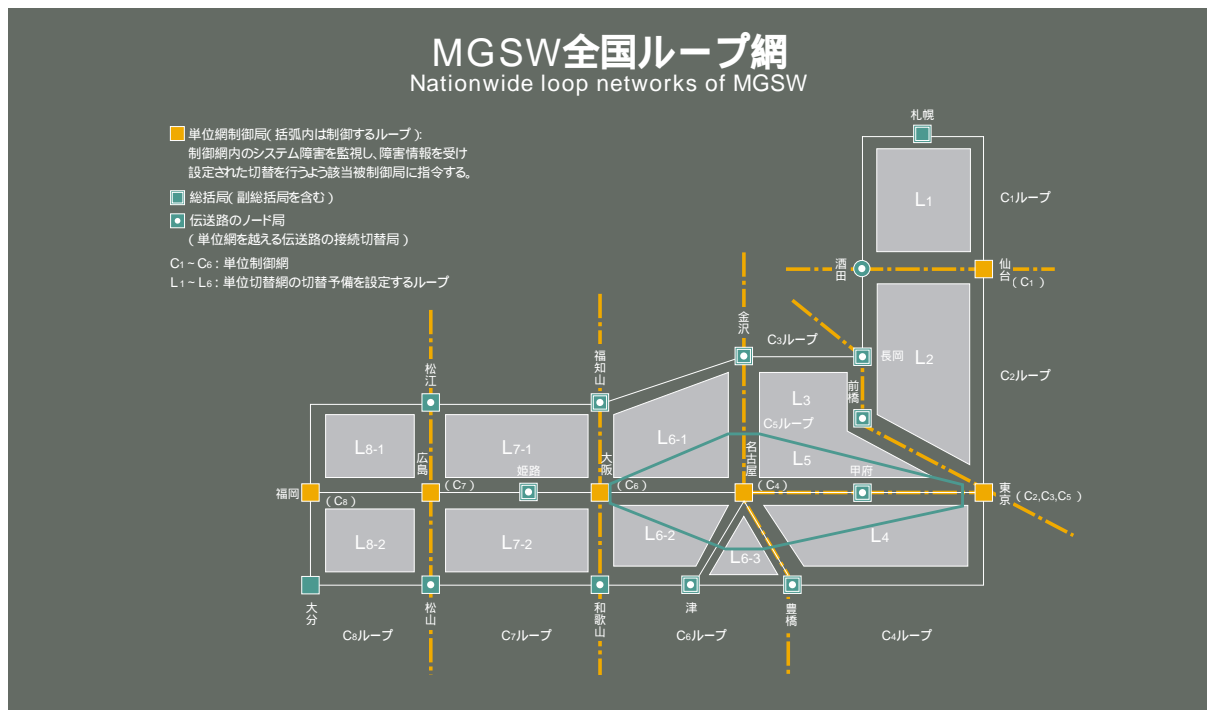 MGSW全国ループ網
Nationwide loop networks of MGSW
単位網制御局(括弧内は制御するループ):
制御網内のシステム障害を監視し、障害情報を受け
設定された切替を行うよう該当被制御局に指令する。
総括局(副総括局を含む)
伝送路のノード局
(単位網を越える伝送路の接続切替局)
C1~C6:単位制御網
L1~L6:単位切替網の切替予備を設定するループ
札幌
L1
C1ループ
酒田
仙台
(C1)
金沢
C3ループ
福知山
松江
長岡
L2
前橋
C2ループ
L3
C5ループ
L6-1
L8-1
L7-1
L5
広島
姫路
大阪
名古屋
甲府
福岡
(C8)
(C7)
(C6)
(C4)
東京
(C2,C3,C5)
L8-2
L7-2
L6-2
L6-3
L4
大分
松山
和歌山
津
豊橋
C8ループ
C7ループ
C6ループ
C4ループ